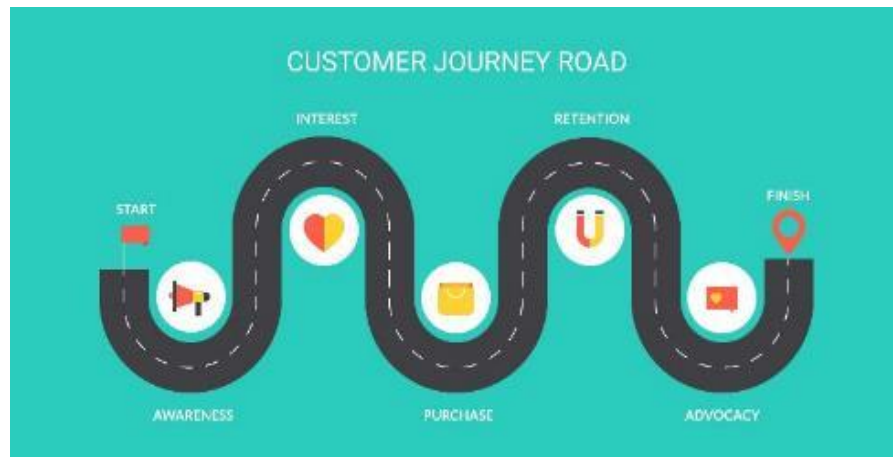 CUSTOMER JOURNEY ROAD
INTEREST
RETENTION
START
FINISH
AWARENESS
PURCHASE
ADVOCACY